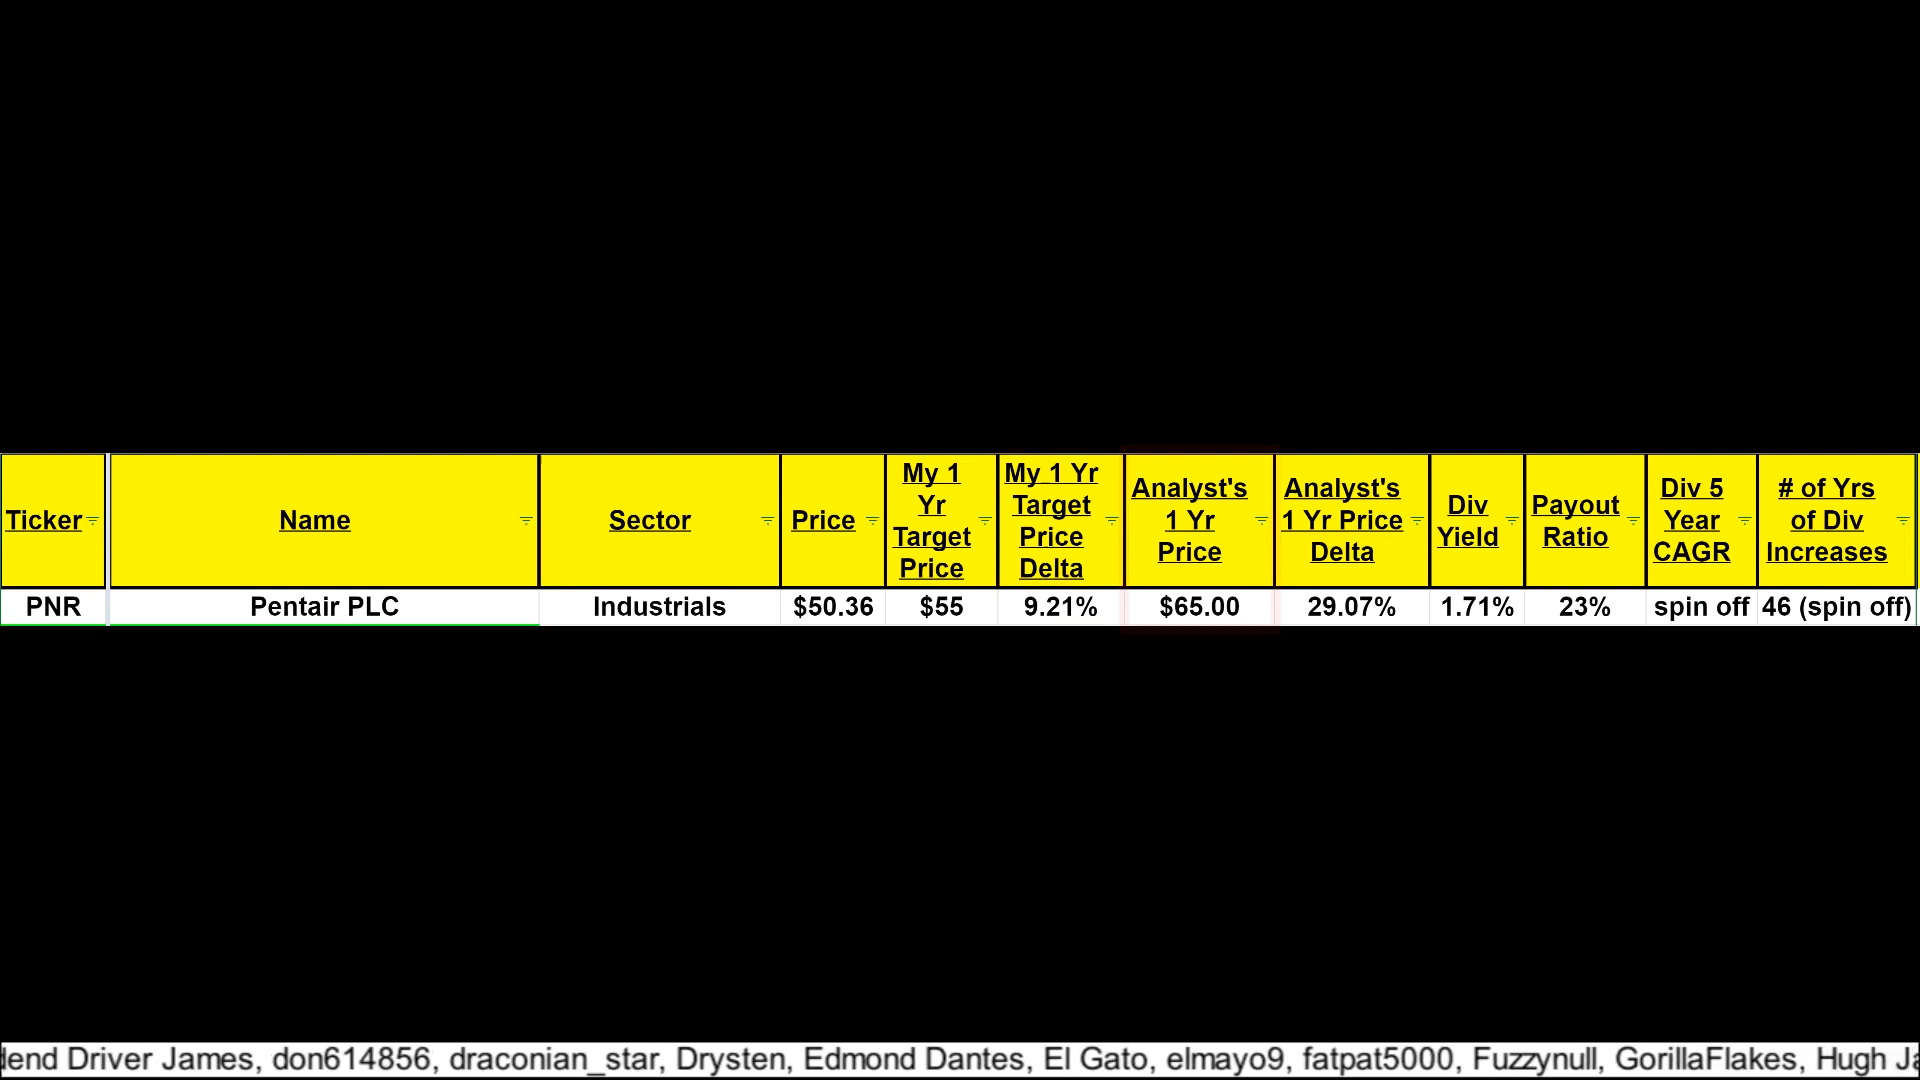 Ticker
Name
Sector
Price
My 1
Yr
Target
Price
My 1 Yr
Target
Price
Delta
Analyst's
1 Yr
Price
Analyst's
1 Yr Price
Delta
Div
Yield
Payout
Ratio
Div 5
Year
CAGR
# of Yrs
of Div
Increases
PNR
Pentair PLC
Industrials
$50.36
$55
9.21%
$65.00
29.07%
1.71%
23%
spin off
46 (spin off)
Driver James, don614856, draconian_star, Drysten, Edmond Dantes, El Gato, elmayo9, fatpat5000, Fuzzynull, GorillaFlakes, Hugh